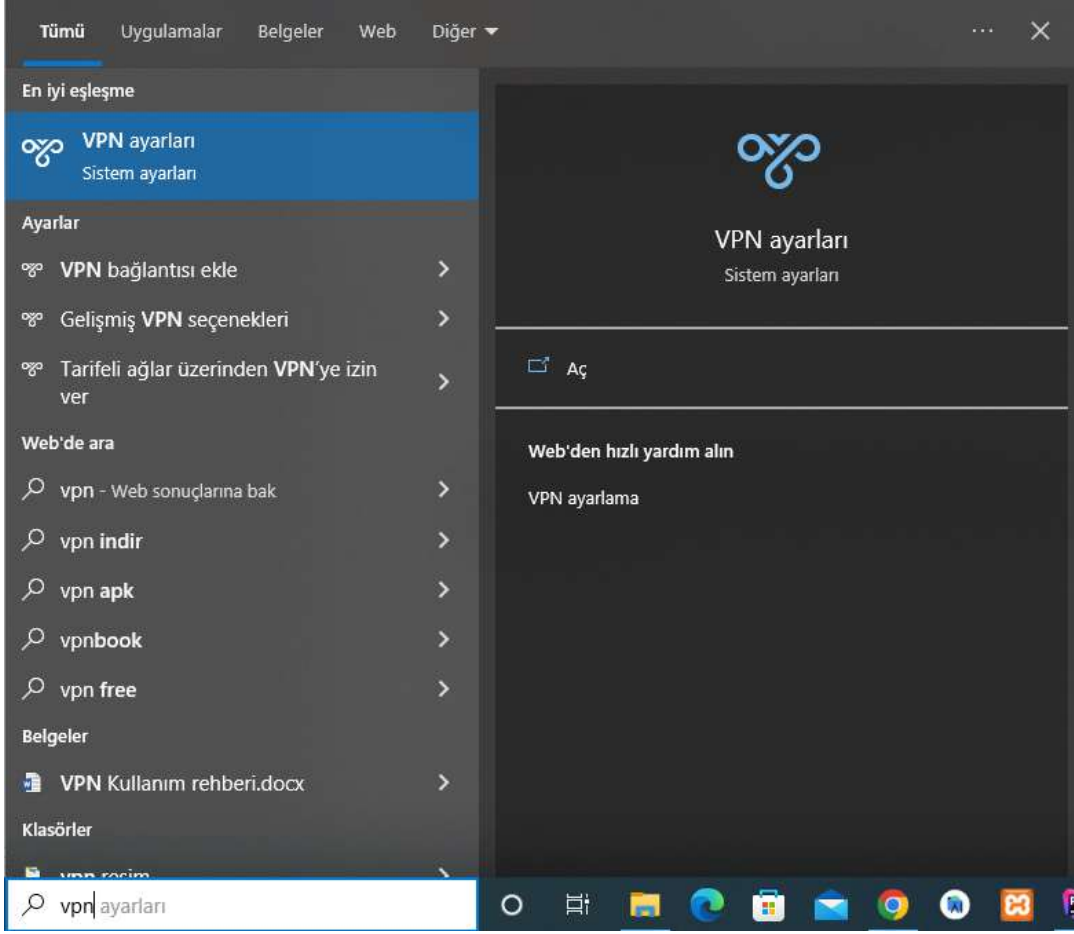 Tümü Uygulamalar Belgeler Web Diğer
En iyi eşleşme
VPN ayarları
Sistem ayarları
Ayarlar
VPN bağlantısı ekle
Gelişmiş VPN seçenekleri
Tarifeli ağlar üzerinden VPN'ye izin
ver
Web'de ara
vpn - Web sonuçlarına bak
vpn indir
vpn apk
vpnbook
vpn free
Belgeler
VPN Kullanım rehberi.docx
Klasörler
vpn resim
vpn ayarları
VPN ayarları
Sistem ayarları
Aç
Web'den hızlı yardım alın
VPN ayarlama